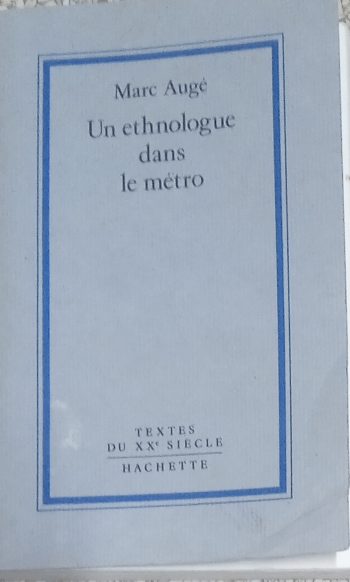 Marc Augé
Un ethnologue
dans
le métro
TEXTES
DU XXᵉ SIÈCLE
HACHETTE